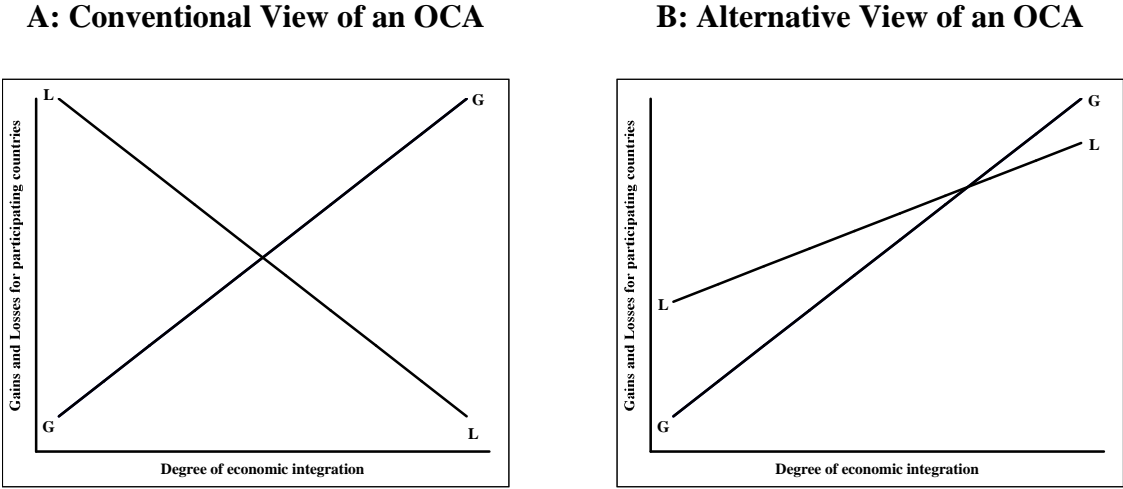 A: Conventional View of an OCA
B: Alternative View of an OCA
L
G
Gains and Losses for participating countries
G
L
Degree of economic integration
G
L
Gains and Losses for participating countries
L
G
Degree of economic integration